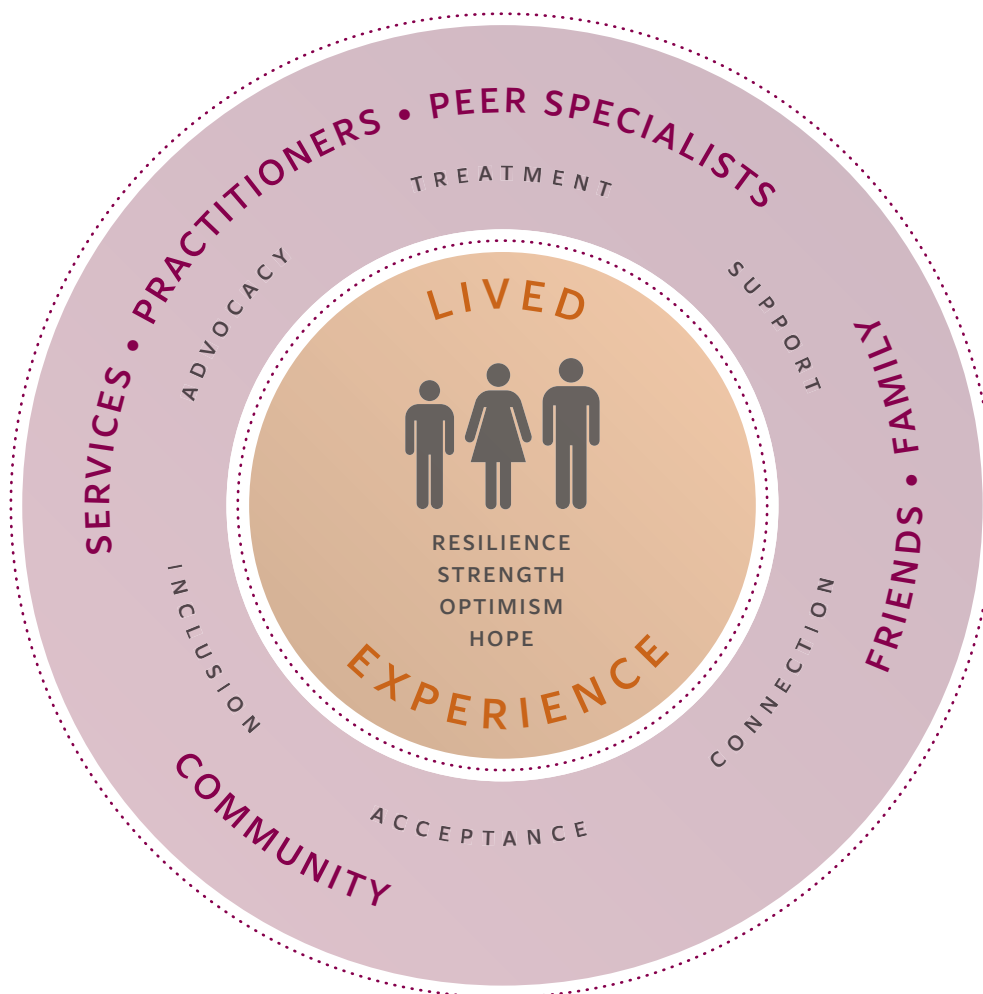 SERVICES • PRACTITIONERS • PEER SPECIALISTS
FRIENDS • FAMILY
COMMUNITY
TREATMENT
SUPPORT
CONNECTION
ACCEPTANCE
INCLUSION
ADVOCACY
LIVED
RESILIENCE
STRENGTH
OPTIMISM
HOPE
EXPERIENCE